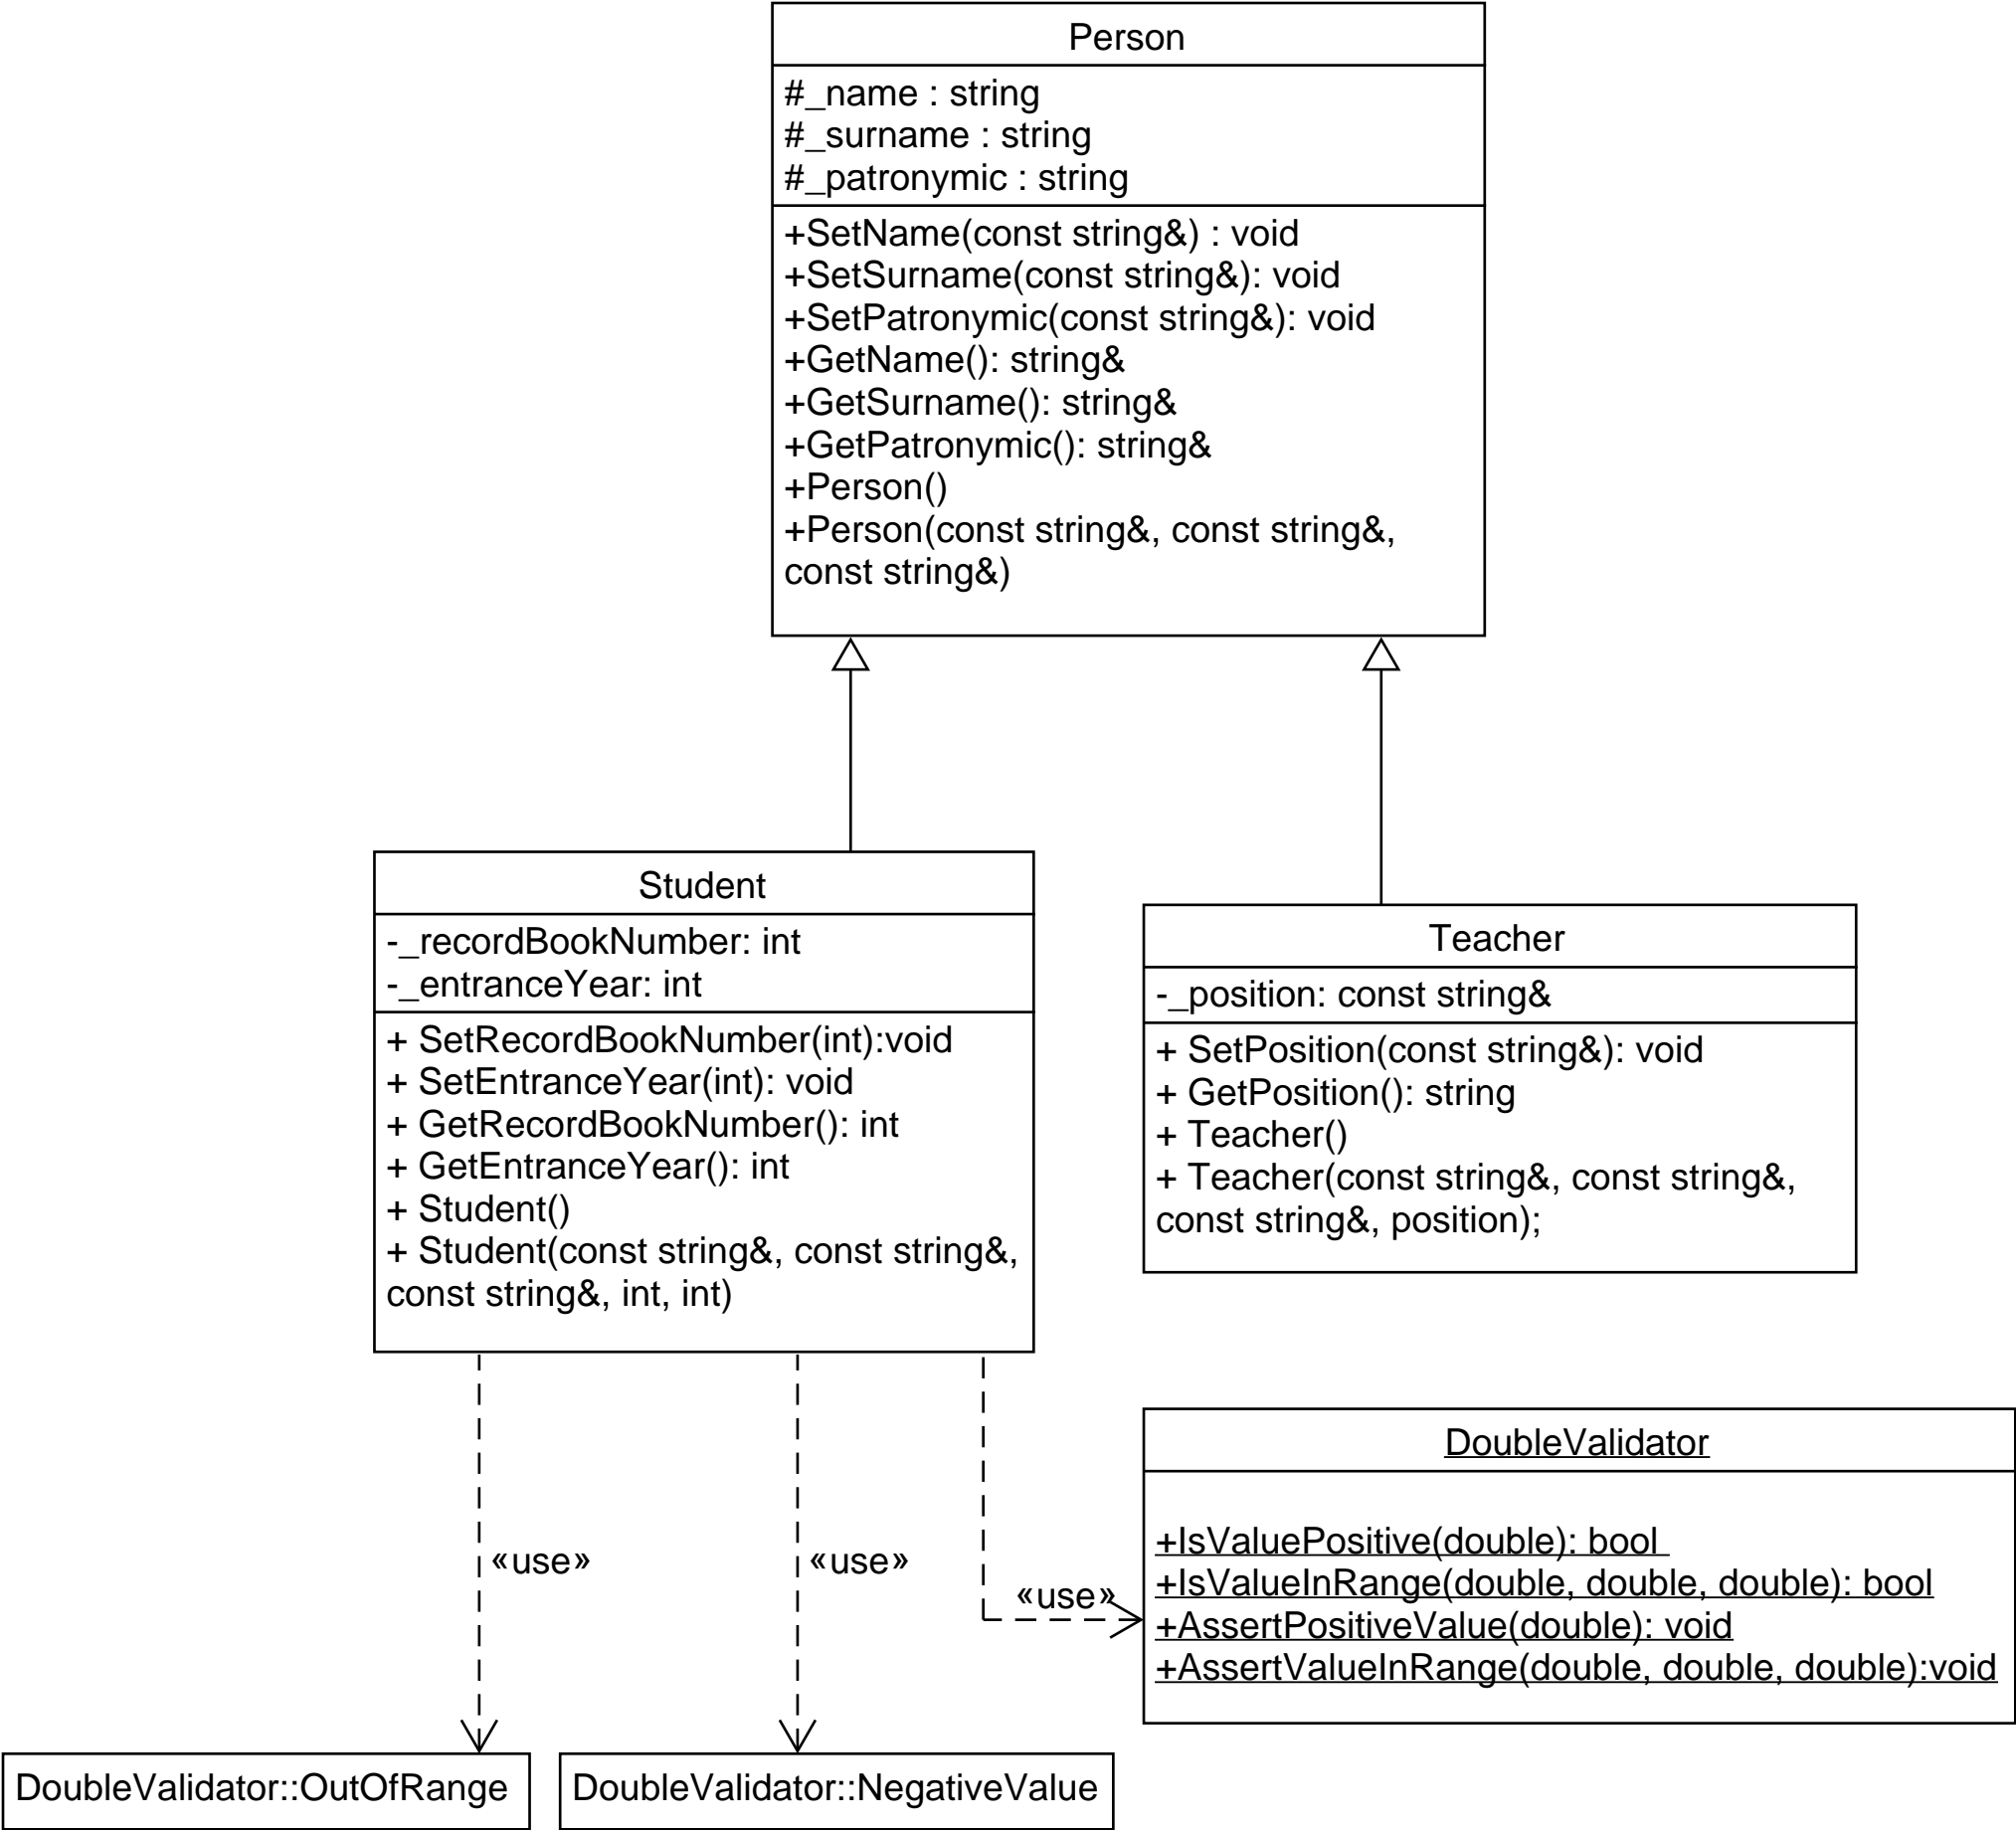 Person
#_name : string
#_surname : string
#_patronymic : string
+SetName(const string&) : void
+SetSurname(const string&): void
+SetPatronymic(const string&): void
+GetName(): string&
+GetSurname(): string&
+GetPatronymic(): string&
+Person()
+Person(const string&, const string&,
const string&)
Student
-_recordBookNumber: int
-_entranceYear: int
+ SetRecordBookNumber(int):void
+ SetEntranceYear(int): void
+ GetRecordBookNumber(): int
+ GetEntranceYear(): int
+ Student()
+ Student(const string&, const string&,
const string&, int, int)
Teacher
-_position: const string&
+ SetPosition(const string&): void
+ GetPosition(): string
+ Teacher()
+ Teacher(const string&, const string&,
const string&, position);
«use»
«use»
«use»
DoubleValidator
+IsValuePositive(double): bool
+IsValueInRange(double, double, double): bool
+AssertPositiveValue(double): void
+AssertValueInRange(double, double, double):void
DoubleValidator::OutOfRange
DoubleValidator::NegativeValue